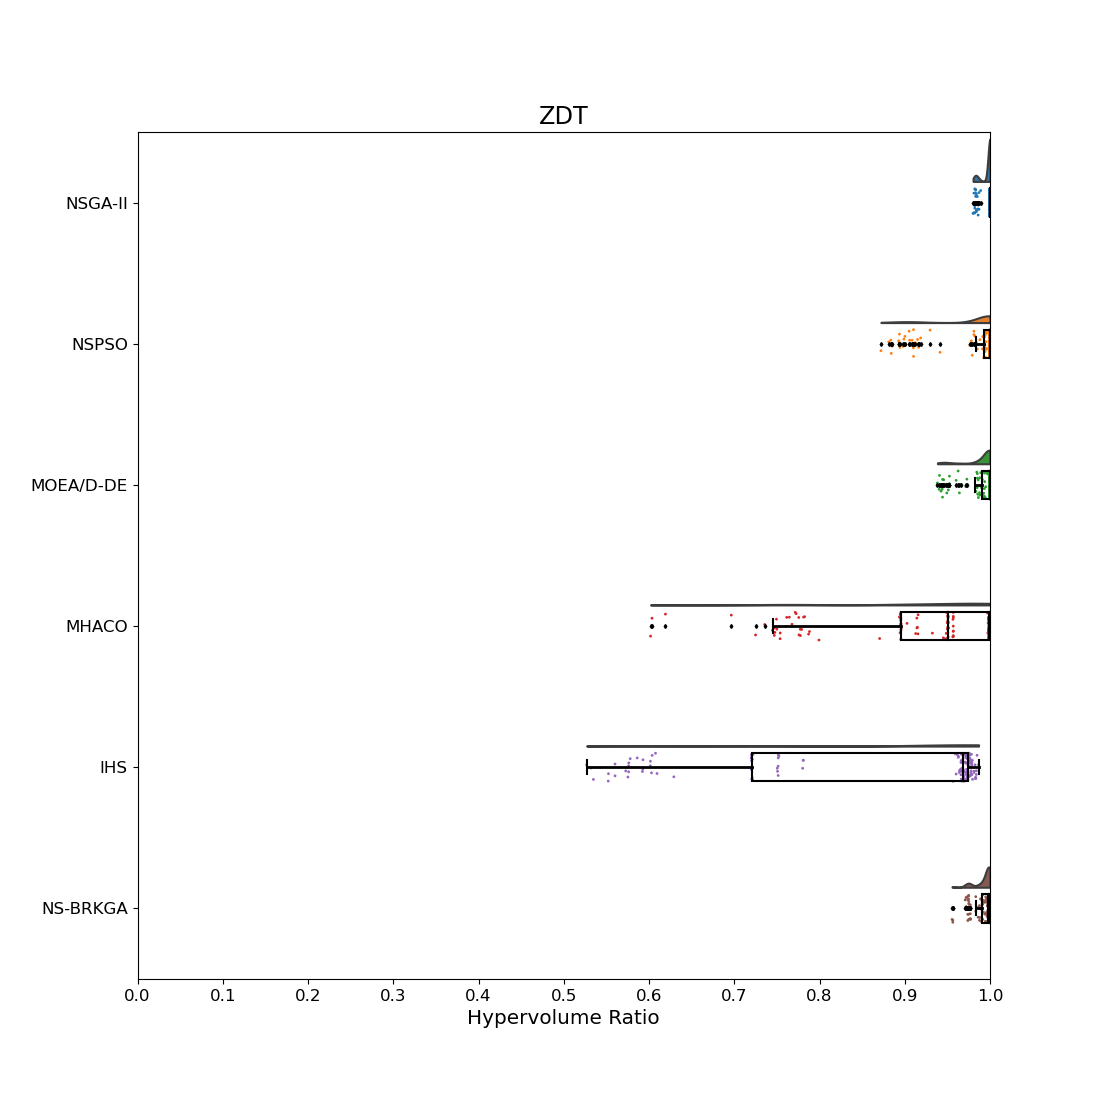 ZDT
NSGA-II
NSPSO
MOEA/D-DE
MHACO
IHS
NS-BRKGA
0.0 0.1 0.2 0.3 0.4 0.5 0.6 0.7 0.8 0.9 1.0
Hypervolume Ratio